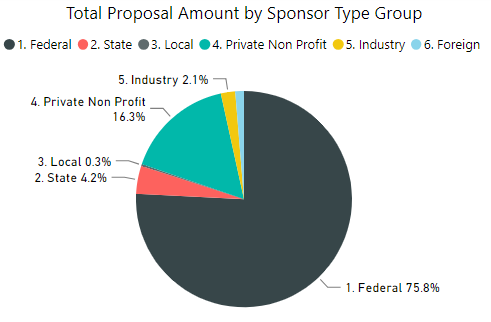 Total Proposal Amount by Sponsor Type Group
1. Federal 2. State 3. Local 4. Private Non Profit 5. Industry 6. Foreign
5. Industry 2.1%
4. Private Non Profit
16.3%
3. Local 0.3%
2. State 4.2%
1. Federal 75.8%